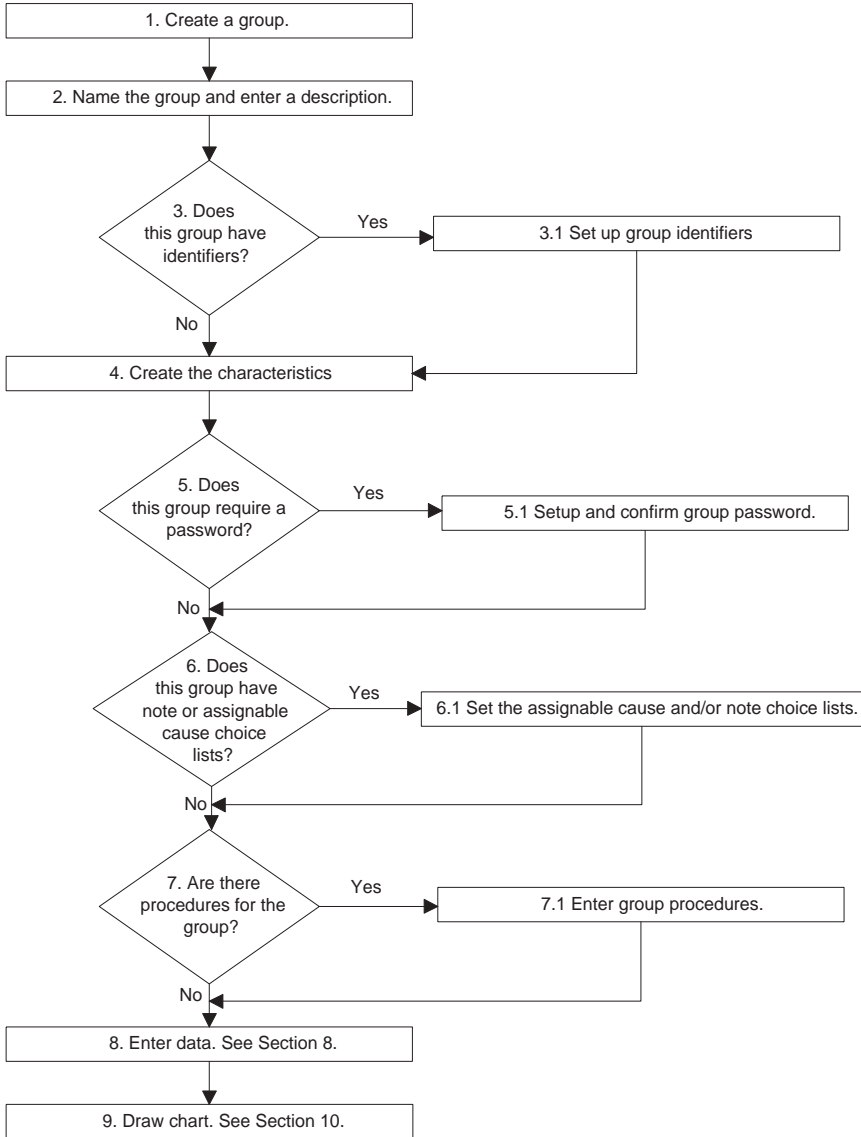 1. Create a group.
2. Name the group and enter a description.
3. Does
this group have
identifiers?
Yes
3.1 Set up group identifiers
No
4. Create the characteristics
5. Does
this group require a
password?
Yes
5.1 Setup and confirm group password.
No
6. Does
this group have
note or assignable
cause choice
lists?
Yes
6.1 Set the assignable cause and/or note choice lists.
No
7. Are there
procedures for the
group?
Yes
7.1 Enter group procedures.
No
8. Enter data. See Section 8.
9. Draw chart. See Section 10.